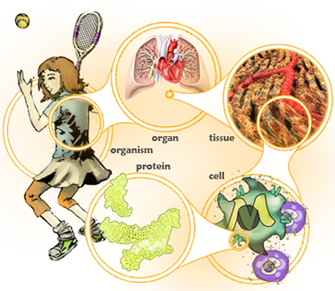 organ
tissue
organism
protein
cell